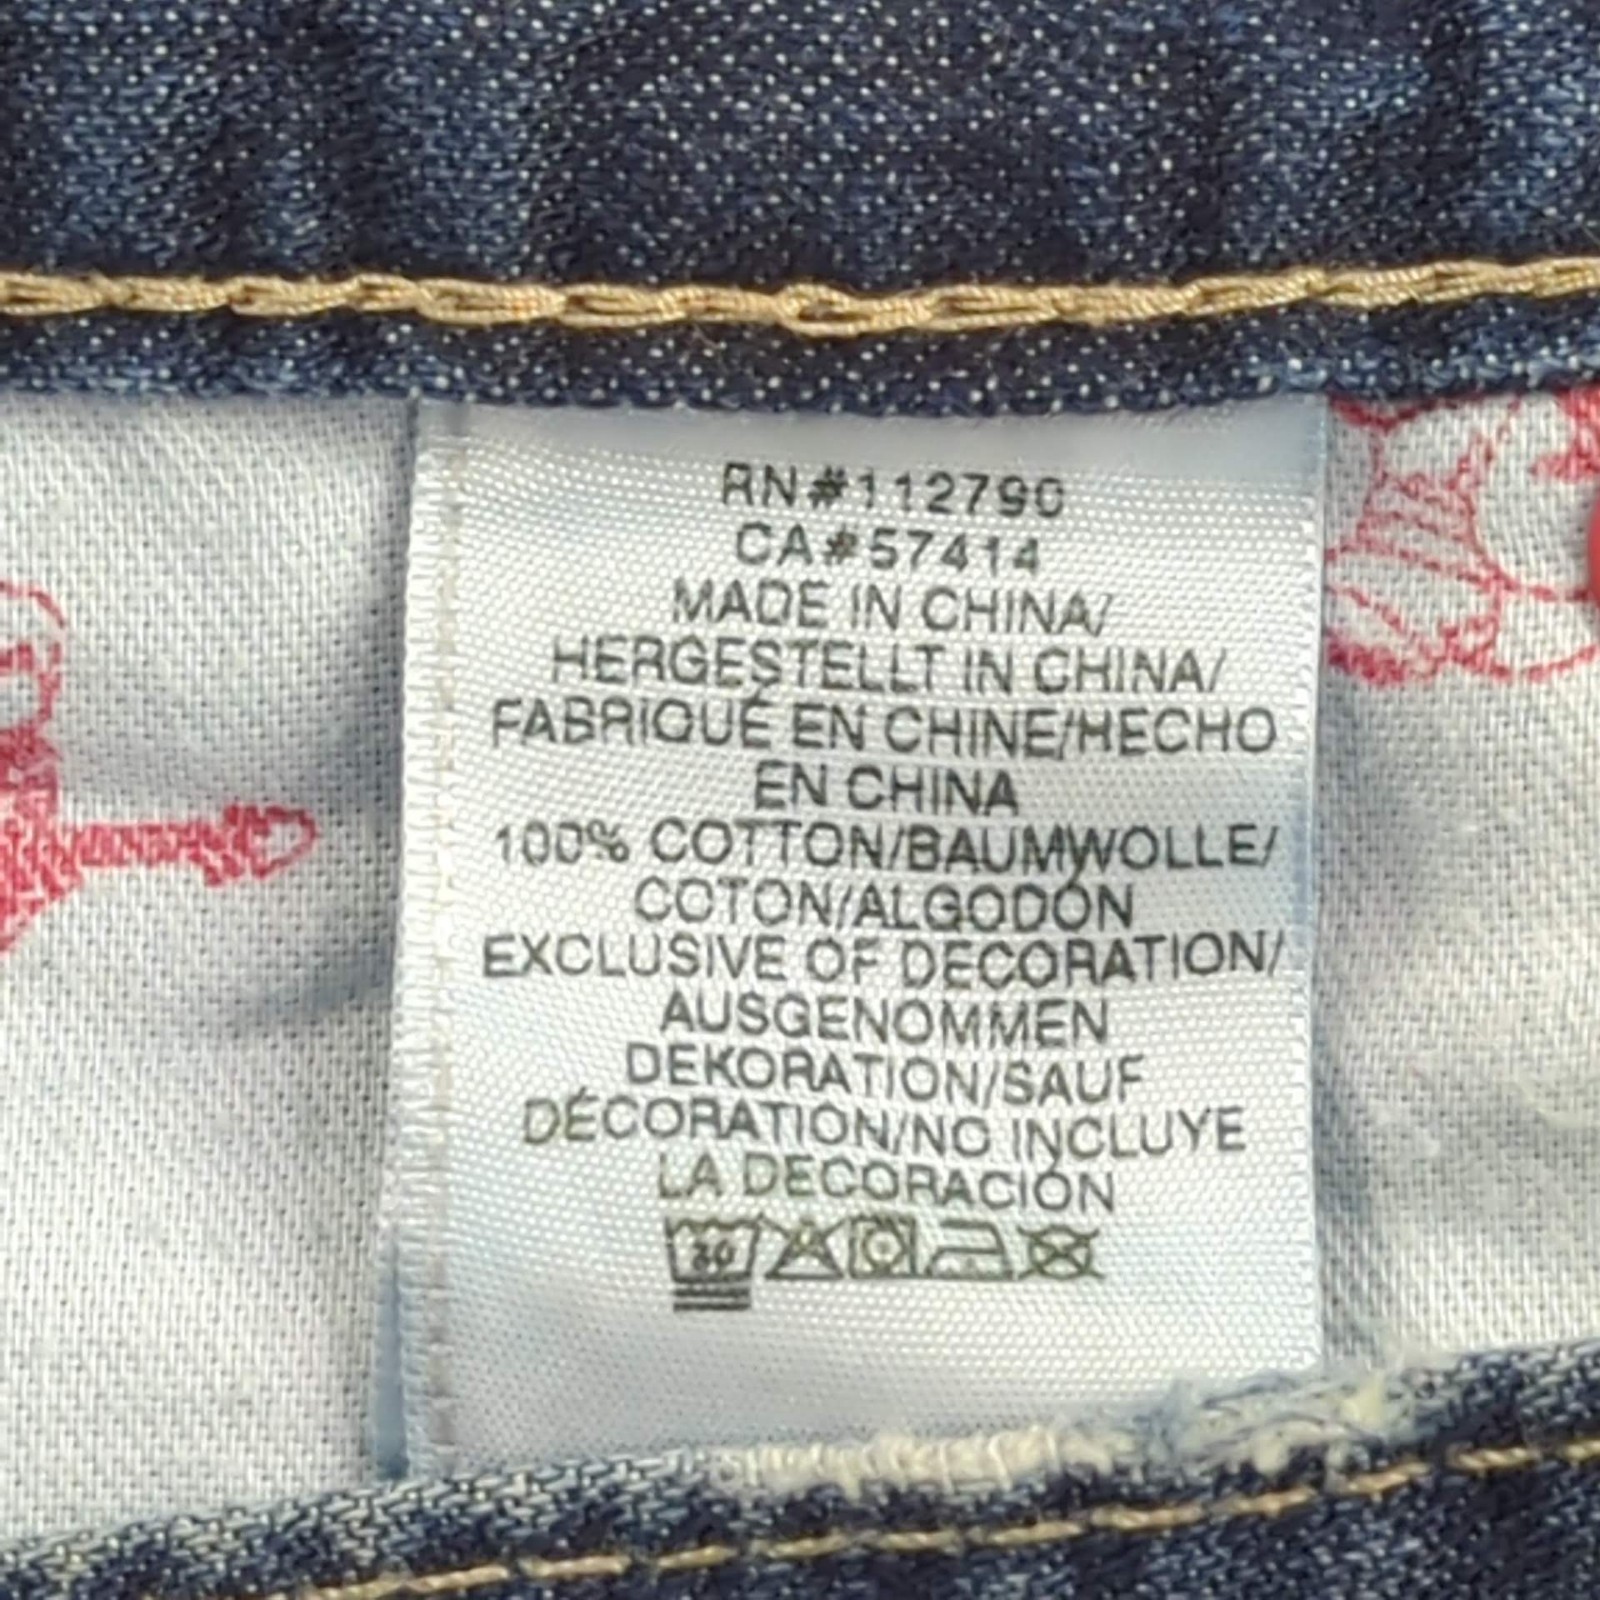 RN#112790
CA#57414
MADE IN CHINA/
HERGESTELLT IN CHINA/
FABRIQUÉ EN CHINE/HECHO
EN CHINA
100% COTTON/BAUMWOLLE/
COTON/ALGODÓN
EXCLUSIVE OF DECORATION/
AUSGENOMMEN
DEKORATION/SAUF
DÉCORATION/NO INCLUYE
LA DECORACIÓN
30